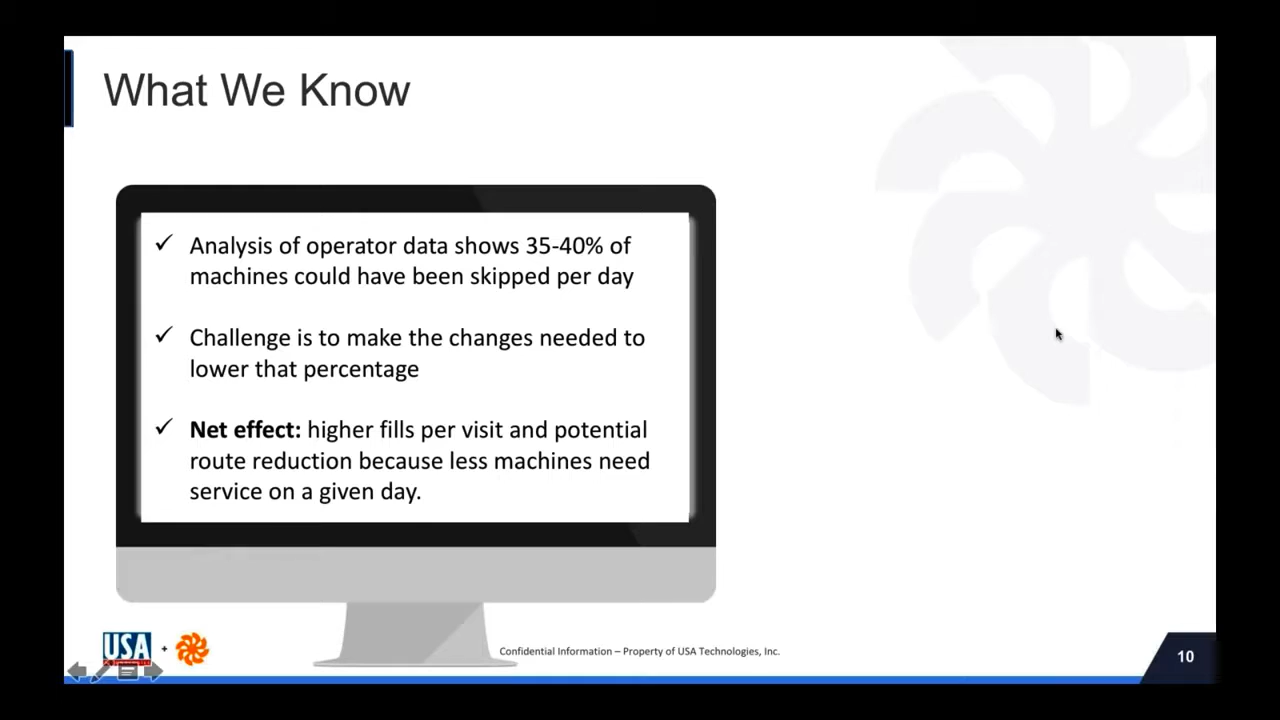 What We Know
✓ Analysis of operator data shows 35-40% of
machines could have been skipped per day
✓ Challenge is to make the changes needed to
lower that percentage
✓ Net effect: higher fills per visit and potential
route reduction because less machines need
service on a given day.
USA
+
Confidential Information – Property of USA Technologies, Inc.
10